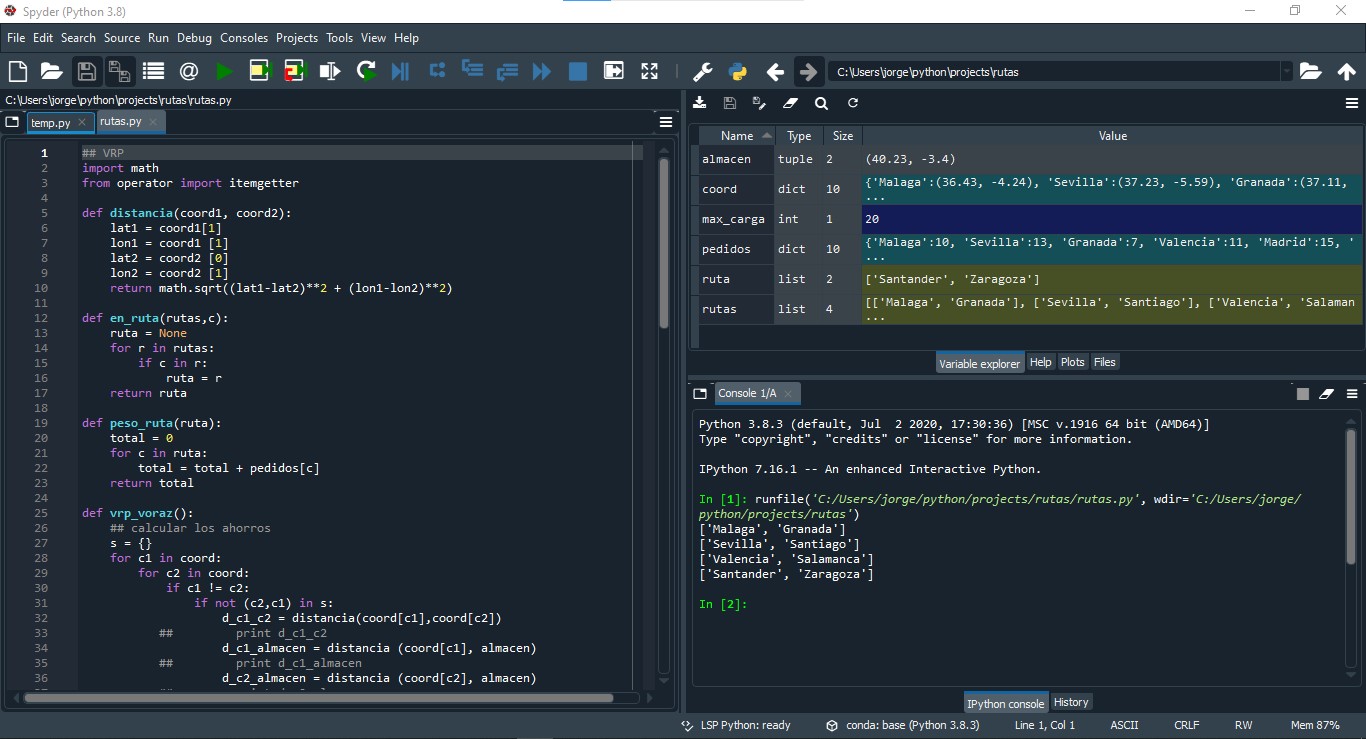 Spyder (Python 3.8)
File Edit Search Source Run Debug Consoles Projects Tools View Help
C:\Users\jorge\python\projects\rutas
C:\Users\jorge\python\projects\rutas\rutas.py
temp.py rutas.py
1 ## VRP
2 import math
3 from operator import itemgetter
4
5 def distancia(coord1, coord2):
6 lat1 = coord1[1]
7 lon1 = coord1 [1]
8 lat2 = coord2 [0]
9 lon2 = coord2 [1]
10 return math.sqrt((lat1-lat2)**2 + (lon1-lon2)**2)
11
12 def en_ruta(rutas,c):
13 ruta = None
14 for r in rutas:
15 if c in r:
16 ruta = r
17 return ruta
18
19 def peso_ruta(ruta):
20 total = 0
21 for c in ruta:
22 total = total + pedidos[c]
23 return total
24
25 def vrp_voraz():
26 ## calcular los ahorros
27 s = {}
28 for c1 in coord:
29 for c2 in coord:
30 if c1 != c2:
31 if not (c2,c1) in s:
32 d_c1_c2 = distancia(coord[c1],coord[c2])
33 ## print d_c1_c2
34 d_c1_almacen = distancia (coord[c1], almacen)
35 ## print d_c1_almacen
36 d_c2_almacen = distancia (coord[c2], almacen)
Name Type Size Value
almacen tuple 2 (40.23, -3.4)
coord dict 10 {'Malaga':(36.43, -4.24), 'Sevilla':(37.23, -5.59), 'Granada':(37.11,
...
max_carga int 1 20
pedidos dict 10 {'Malaga':10, 'Sevilla':13, 'Granada':7, 'Valencia':11, 'Madrid':15, '
...
ruta list 2 ['Santander', 'Zaragoza']
rutas list 4 [['Malaga', 'Granada'], ['Sevilla', 'Santiago'], ['Valencia', 'Salaman
...
Variable explorer Help Plots Files
Console 1/A
Python 3.8.3 (default, Jul  2 2020, 17:30:36) [MSC v.1916 64 bit (AMD64)]
Type "copyright", "credits" or "license" for more information.
IPython 7.16.1 -- An enhanced Interactive Python.
In [1]: runfile('C:/Users/jorge/python/projects/rutas/rutas.py', wdir='C:/Users/jorge/
python/projects/rutas')
['Malaga', 'Granada']
['Sevilla', 'Santiago']
['Valencia', 'Salamanca']
['Santander', 'Zaragoza']
In [2]:
IPython console History
LSP Python: ready conda: base (Python 3.8.3) Line 1, Col 1 ASCII CRLF RW Mem 87%